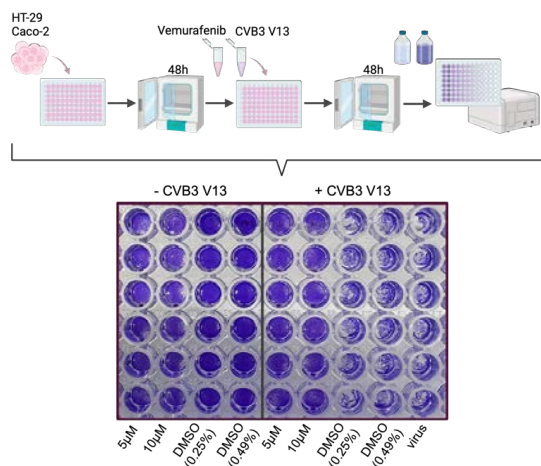 HT-29
Caco-2
Vemurafenib CVB3 V13
48h
48h
- CVB3 V13
+ CVB3 V13
5μM
10μM
DMSO
(0.25%)
DMSO
(0.49%)
5μM
10μM
DMSO
(0.25%)
DMSO
(0.49%)
virus